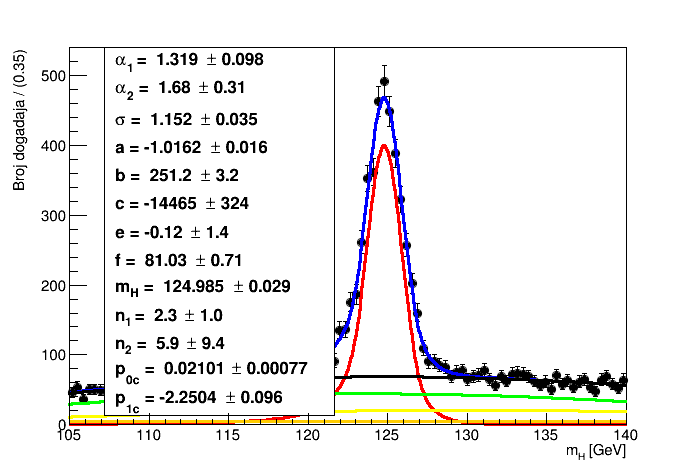 Broj dogadaja / (0.35)
500
400
300
200
100
0
α1 = 1.319 ± 0.098
α2 = 1.68 ± 0.31
σ = 1.152 ± 0.035
a = -1.0162 ± 0.016
b = 251.2 ± 3.2
c = -14465 ± 324
e = -0.12 ± 1.4
f = 81.03 ± 0.71
mH = 124.985 ± 0.029
n1 = 2.3 ± 1.0
n2 = 5.9 ± 9.4
p0c = 0.02101 ± 0.00077
p1c = -2.2504 ± 0.096
105 110 115 120 125 130 135 140
mH [GeV]